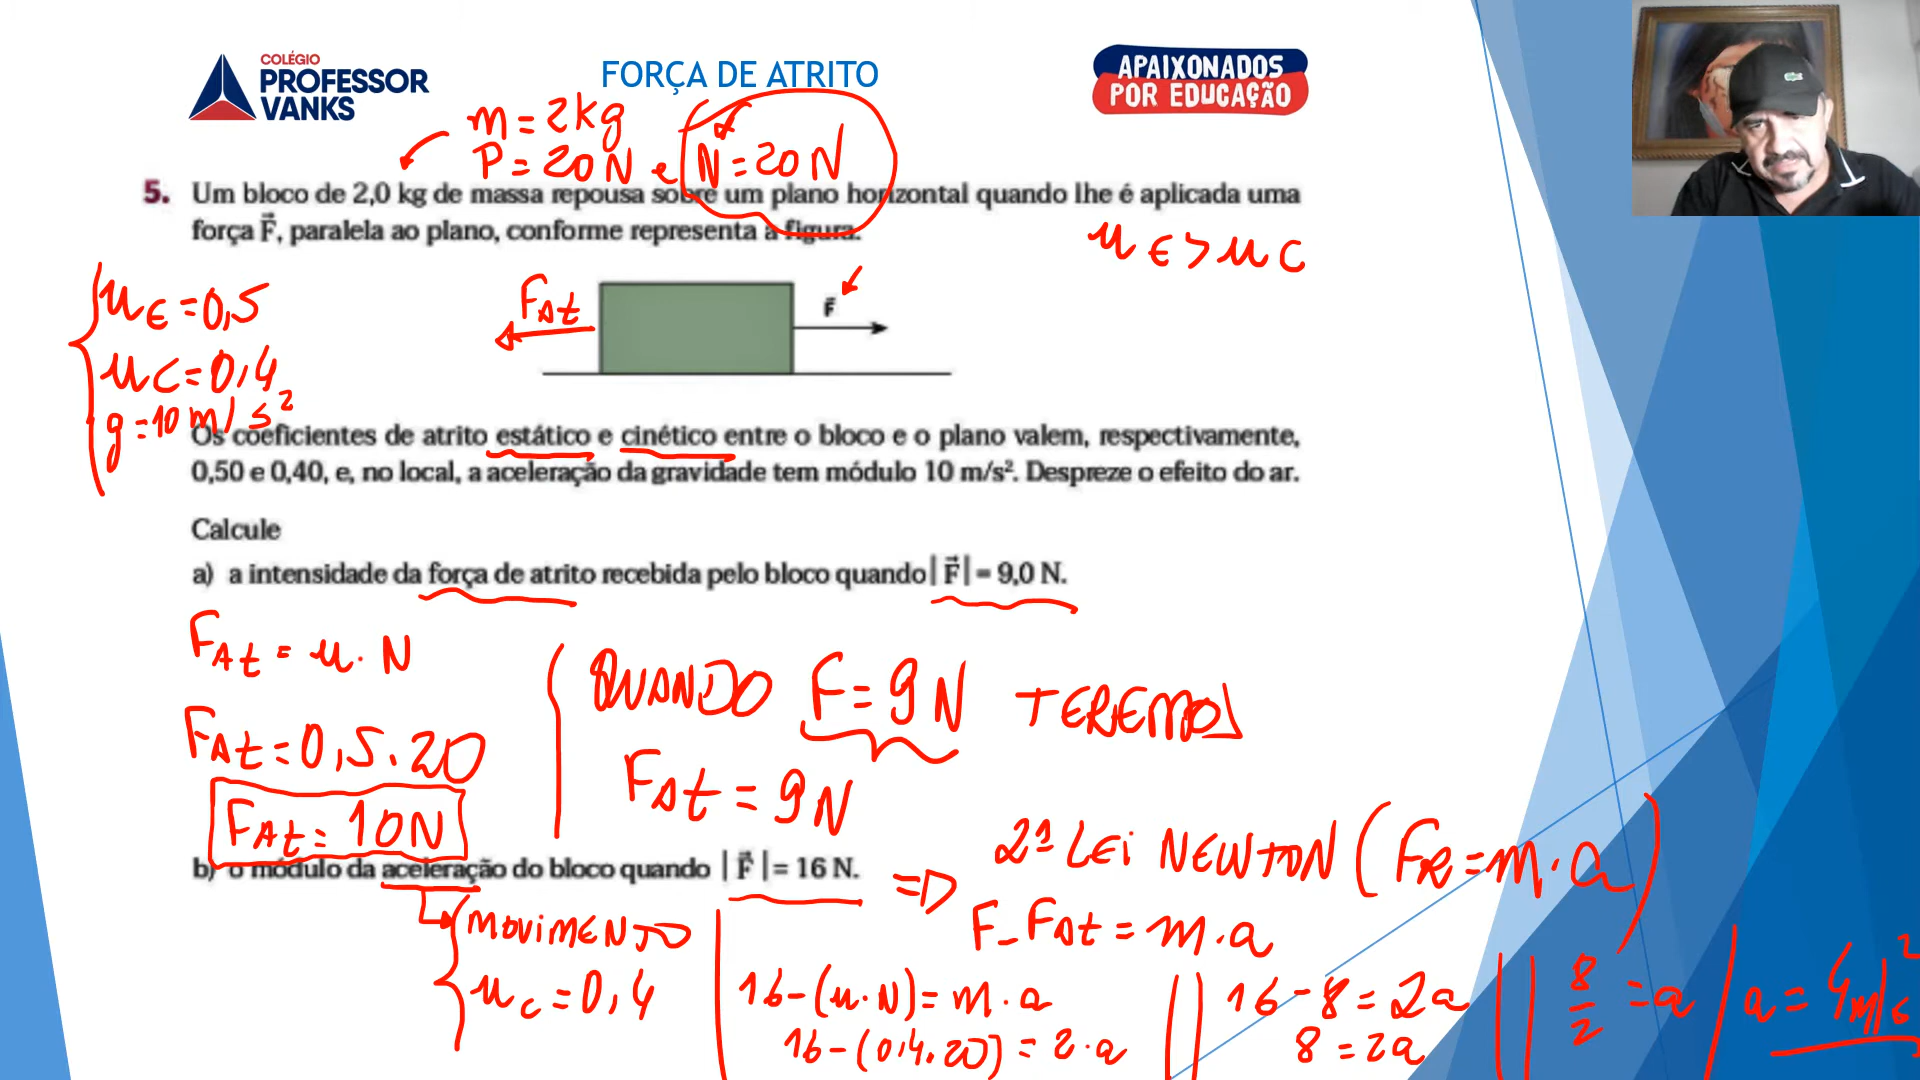 COLÉGIO
PROFESSOR
VANKS
FORÇA DE ATRITO
APAIXONADOS
POR EDUCAÇÃO
m = 2kg
P = 20N e N = 20N
5. Um bloco de 2,0 kg de massa repousa sobre um plano horizontal quando lhe é aplicada uma
força F⃗, paralela ao plano, conforme representa a figura.
μE > μC
μE = 0,5
μC = 0,4
g = 10 m/s²
FAt
F⃗
Os coeficientes de atrito estático e cinético entre o bloco e o plano valem, respectivamente,
0,50 e 0,40, e, no local, a aceleração da gravidade tem módulo 10 m/s². Despreze o efeito do ar.
Calcule
a) a intensidade da força de atrito recebida pelo bloco quando |F⃗| = 9,0 N.
FAt = μ · N
FAt = 0,5 . 20
FAt = 10N
QUANDO F = 9N TEREMOS
FAt = 9N
b) o módulo da aceleração do bloco quando |F⃗| = 16 N.
MOVIMENTO
μC = 0,4
⇒ 2ª LEi NEWTON (FR = m · a)
F - FAt = m · a
16 - (μ · N) = m · a
16 - (0,4 . 20) = 2 · a
16 - 8 = 2a
8 = 2a
8/2 = a
a = 4m/s²